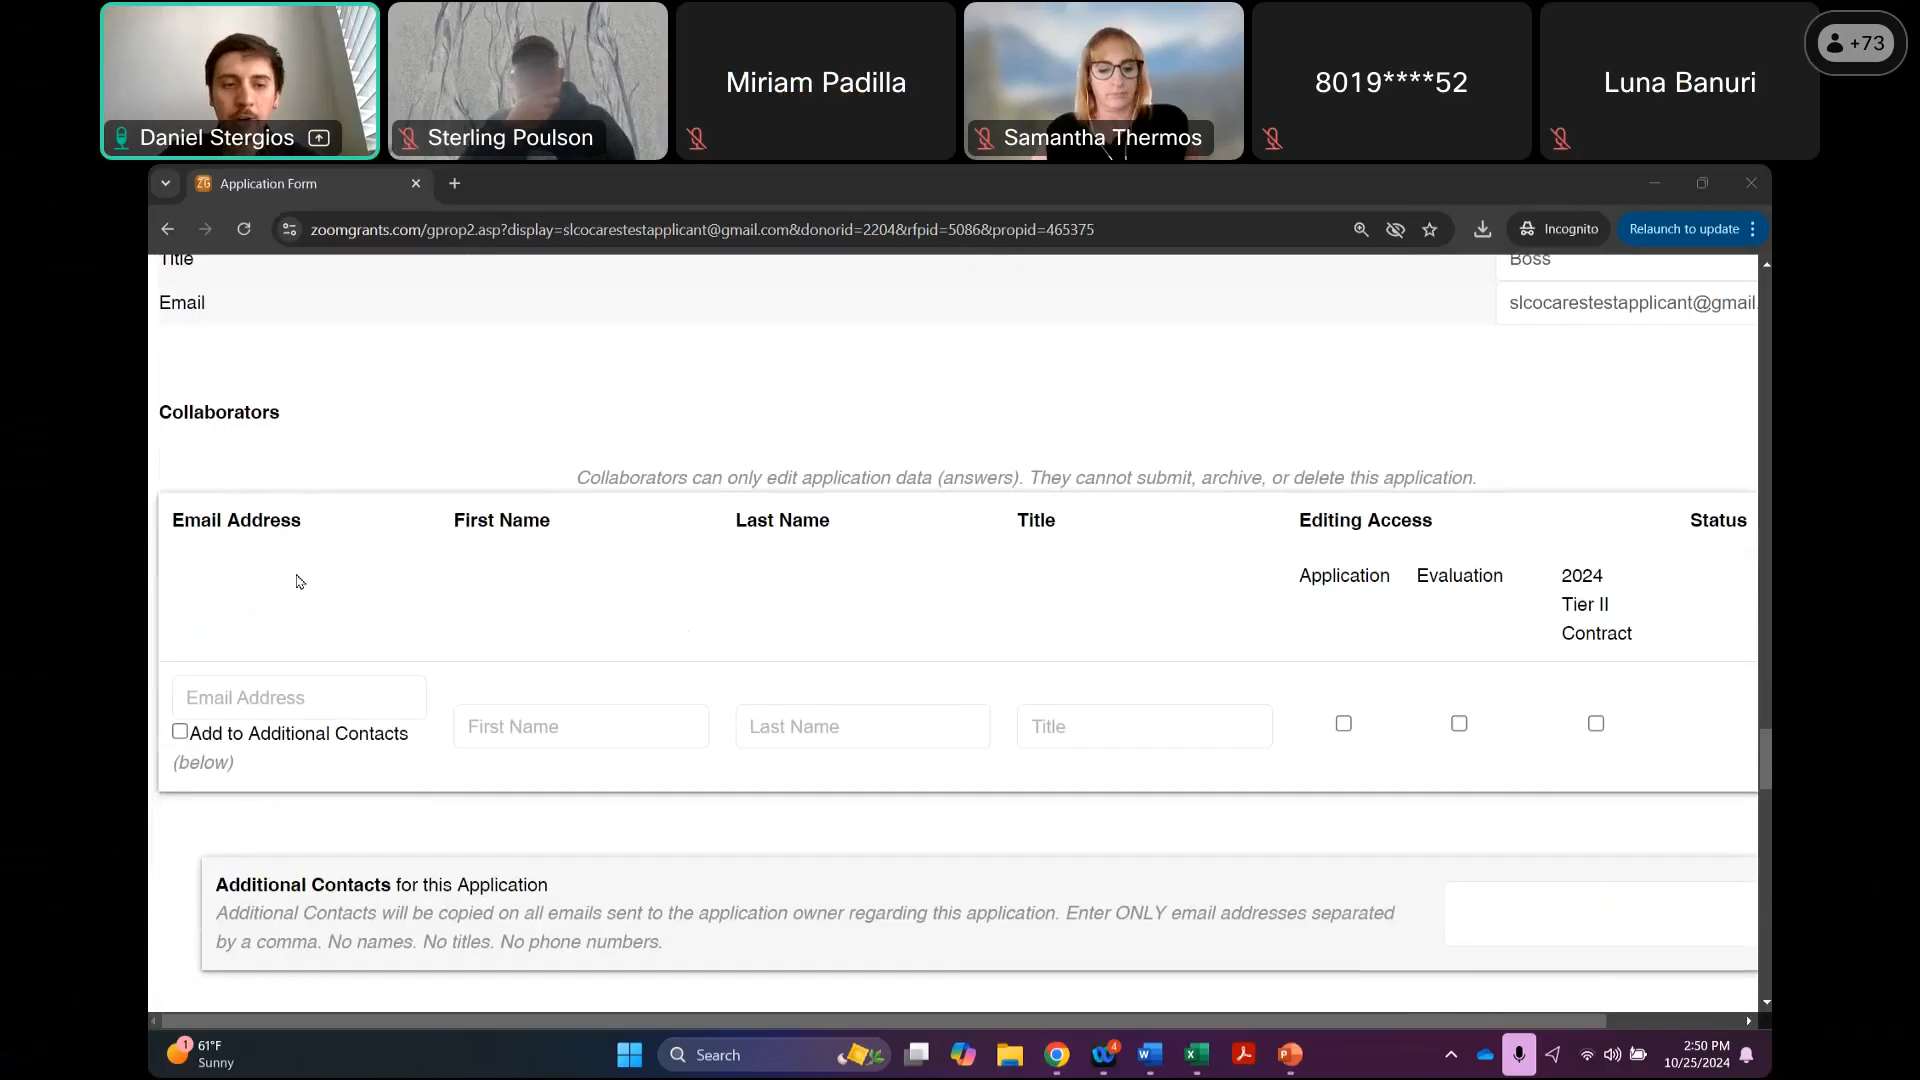 Daniel Stergios
Sterling Poulson
Miriam Padilla
Samantha Thermos
8019****52
Luna Banuri
+73
Application Form
zoomgrants.com/gprop2.asp?display=slcocarestestapplicant@gmail.com&donorid=2204&rfpid=5086&propid=465375
Incognito
Relaunch to update
Title
Boss
Email
slcocarestestapplicant@gmail.
Collaborators
Collaborators can only edit application data (answers). They cannot submit, archive, or delete this application.
Email Address First Name Last Name Title Editing Access Status
Application Evaluation 2024
Tier II
Contract
Email Address
First Name Last Name Title
Add to Additional Contacts
(below)
Additional Contacts for this Application
Additional Contacts will be copied on all emails sent to the application owner regarding this application. Enter ONLY email addresses separated
by a comma. No names. No titles. No phone numbers.
1
61°F
Sunny
Search
4
2:50 PM
10/25/2024